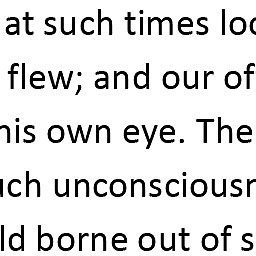 at such times loo
flew; and our of
his own eye. The
uch unconsciousn
ld borne out of s